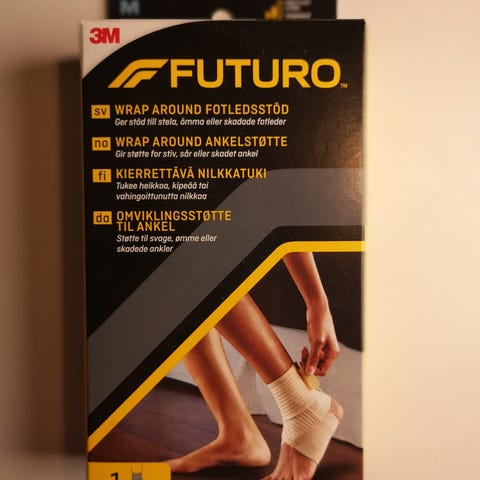 M
3M
FUTURO™
sv WRAP AROUND FOTLEDSSTÖD
Ger stöd till stela, ömma eller skadade fotleder
no WRAP AROUND ANKELSTØTTE
Gir støtte for stiv, sår eller skadet ankel
fi KIERRETTÄVÄ NILKKATUKI
Tukee heikkoa, kipeää tai
vahingoittunutta nilkkaa
da OMVIKLINGSSTØTTE
TIL ANKEL
Støtte til svage, ømme eller
skadede ankler
1